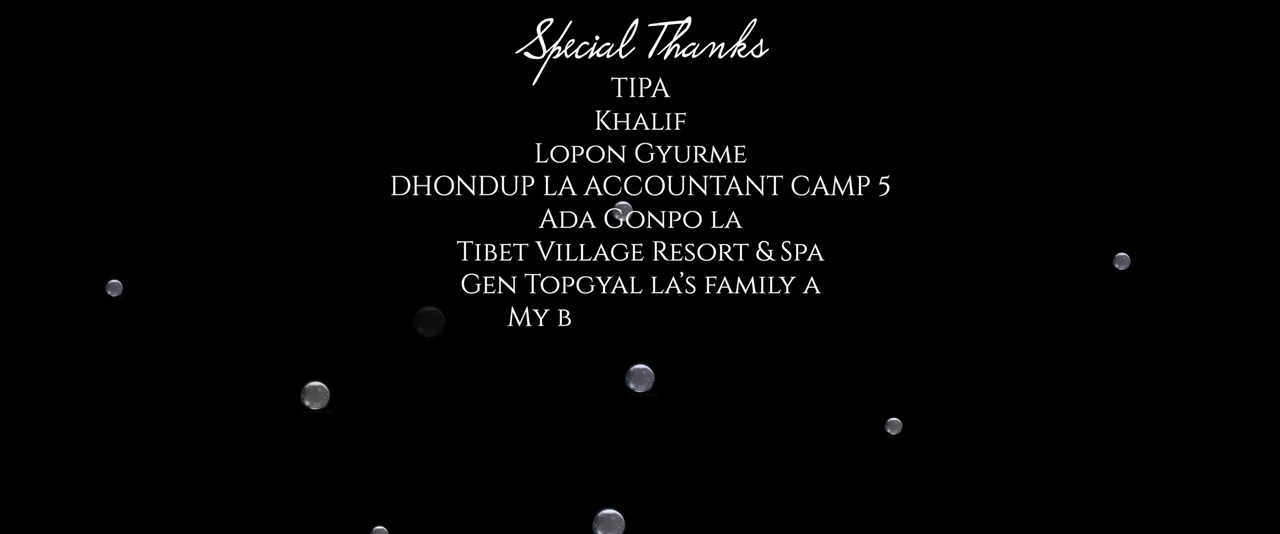 Special Thanks
TIPA
Khalif
Lopon Gyurme
DHONDUP LA ACCOUNTANT CAMP 5
Ada Gonpo la
Tibet Village Resort & Spa
Gen Topgyal la’s family a
My b